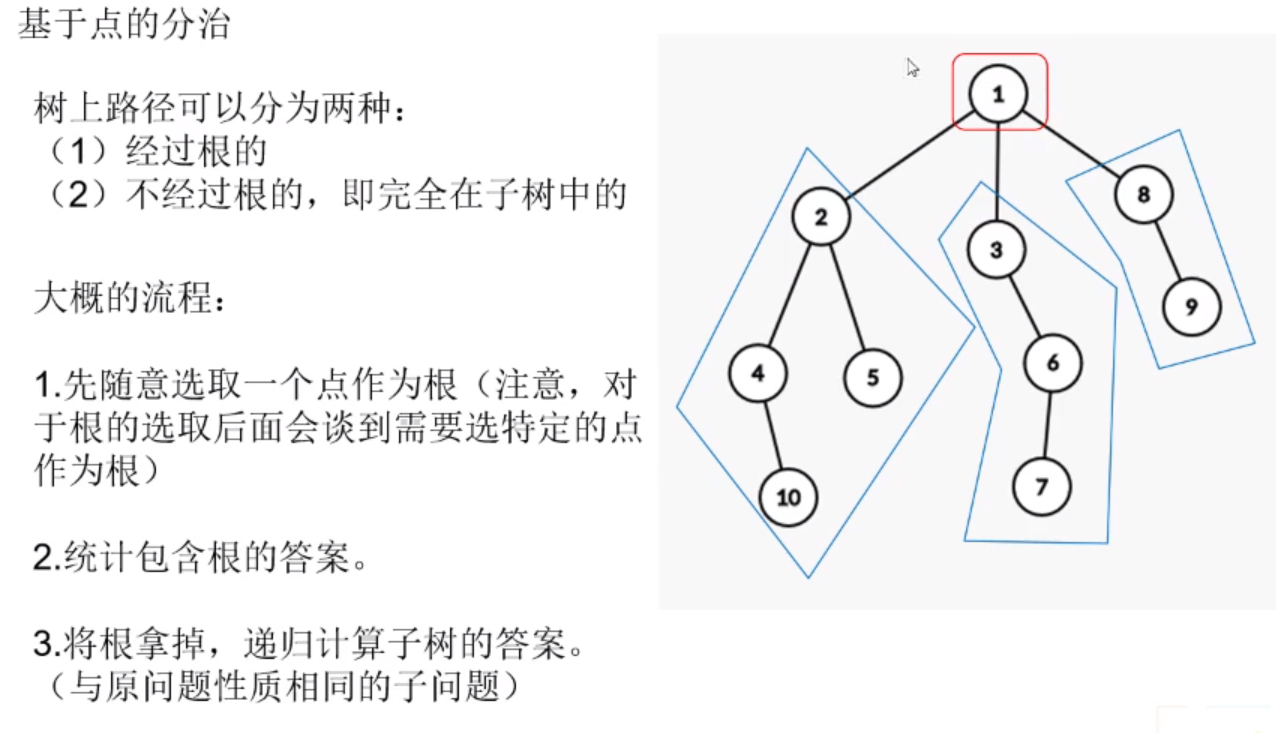 基于点的分治
树上路径可以分为两种：
（1）经过根的
（2）不经过根的，即完全在子树中的
大概的流程：
1.先随意选取一个点作为根（注意，对
于根的选取后面会谈到需要选特定的点
作为根）
2.统计包含根的答案。
3.将根拿掉，递归计算子树的答案。
（与原问题性质相同的子问题）
1
2
3
8
4
5
6
9
10
7